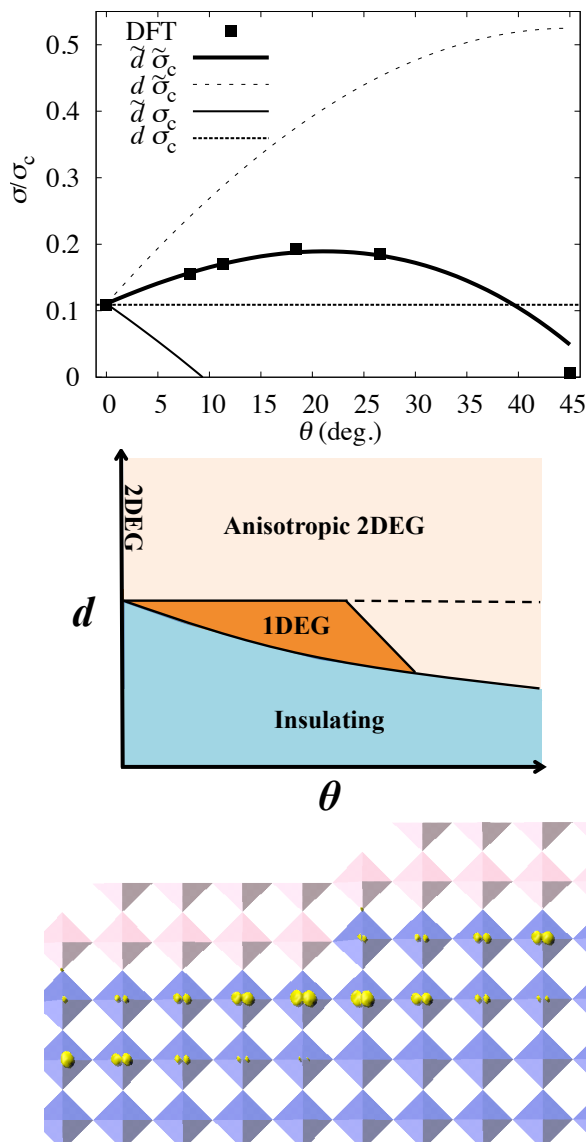 0.5
0.4
0.3
0.2
0.1
0
σ/σc
DFT
d̃ σ̃c
d σ̃c
d̃ σc
d σc
0 5 10 15 20 25 30 35 40 45
θ (deg.)
2DEG
Anisotropic 2DEG
d
1DEG
Insulating
θ